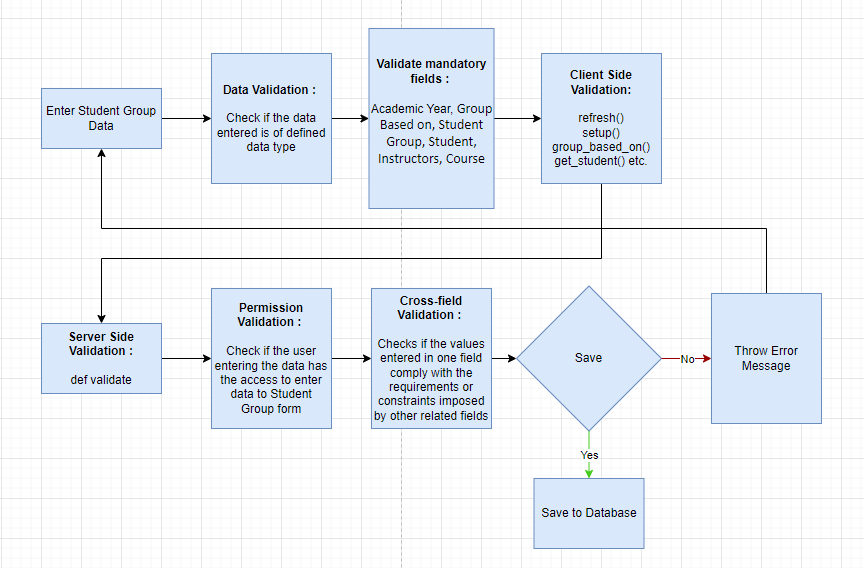 Enter Student Group
Data
Data Validation :
Check if the data
entered is of defined
data type
Validate mandatory
fields :
Academic Year, Group
Based on, Student
Group, Student,
Instructors, Course
Client Side
Validation:
refresh()
setup()
group_based_on()
get_student() etc.
Server Side
Validation :
def validate
Permission
Validation :
Check if the user
entering the data has
the access to enter
data to Student
Group form
Cross-field
Validation :
Checks if the values
entered in one field
comply with the
requirements or
constraints imposed
by other related fields
Save
No
Throw Error
Message
Yes
Save to Database